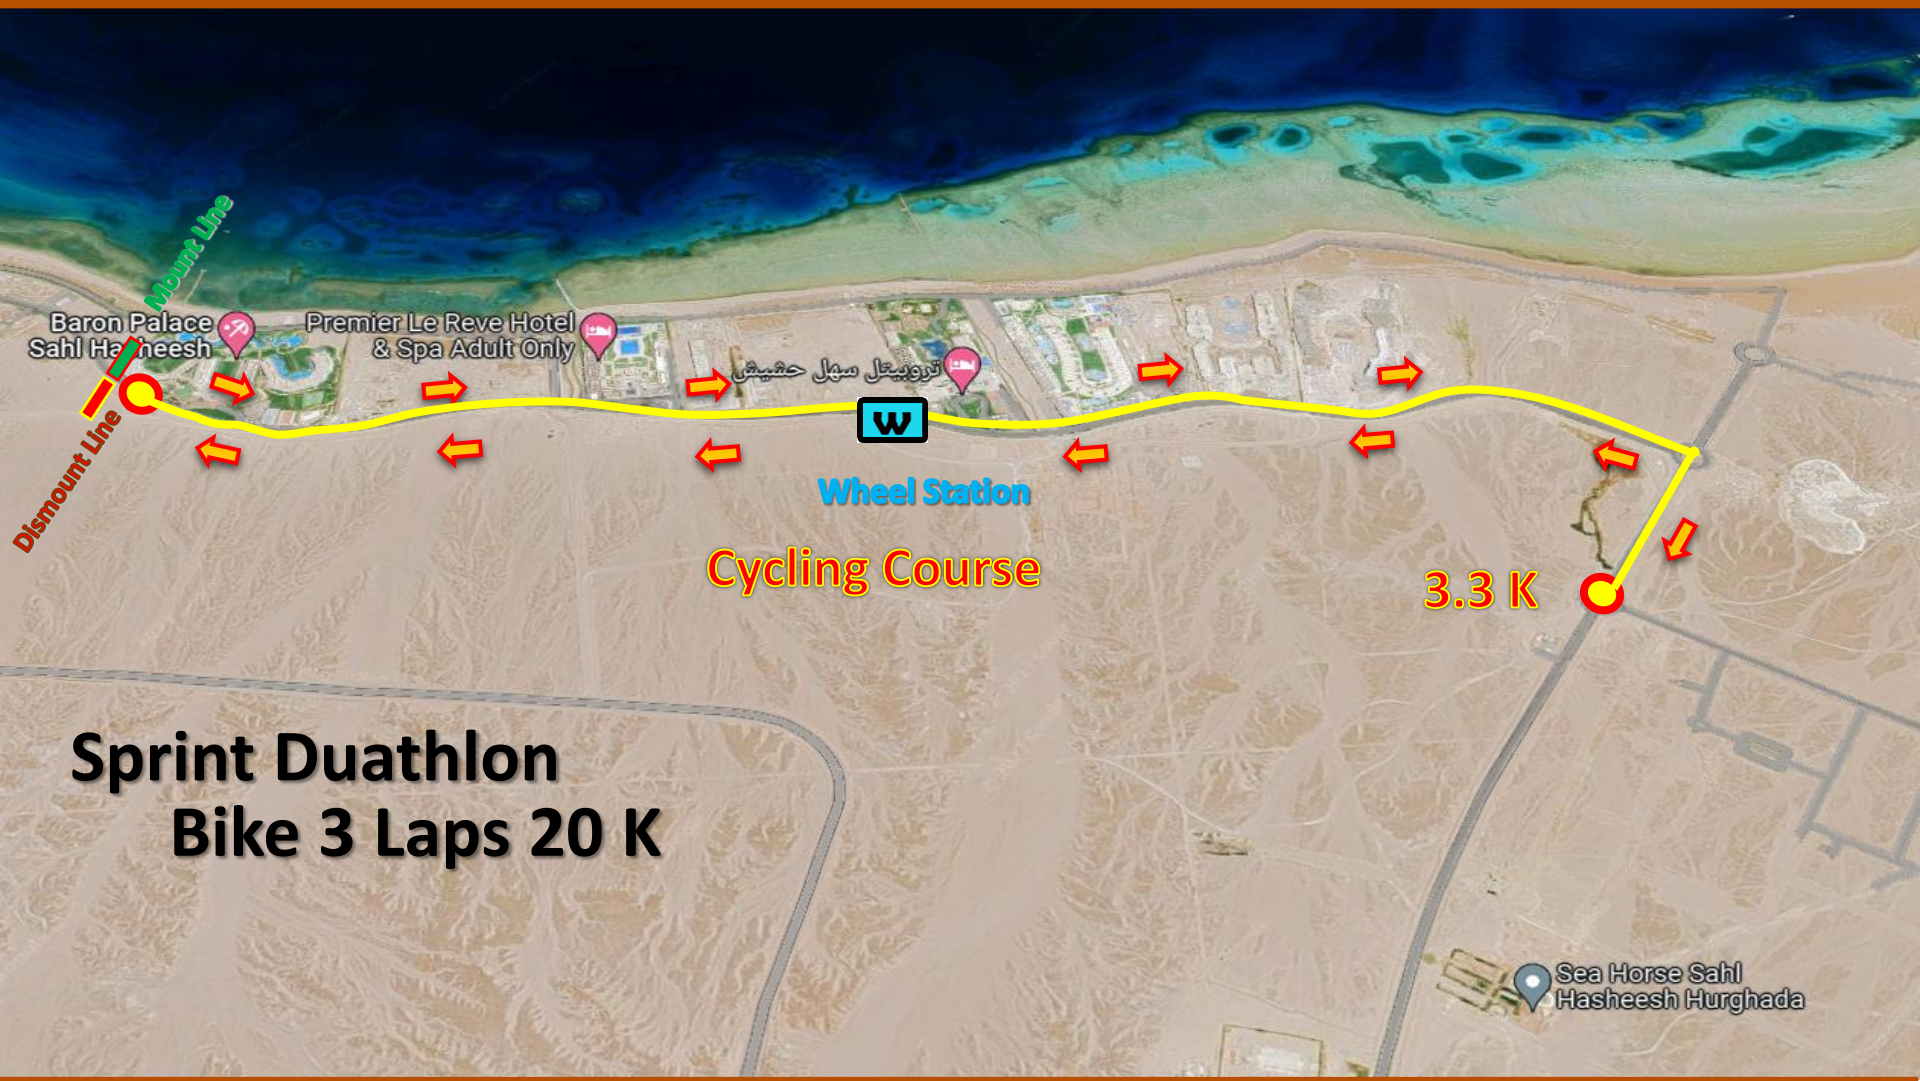 Mount Line
Baron Palace
Sahl Hasheesh
Premier Le Reve Hotel
& Spa Adult Only
تروبيتل سهل حشيش
W
Dismount Line
Wheel Station
Cycling Course
3.3 K
Sprint Duathlon
Bike 3 Laps 20 K
Sea Horse Sahl
Hasheesh Hurghada